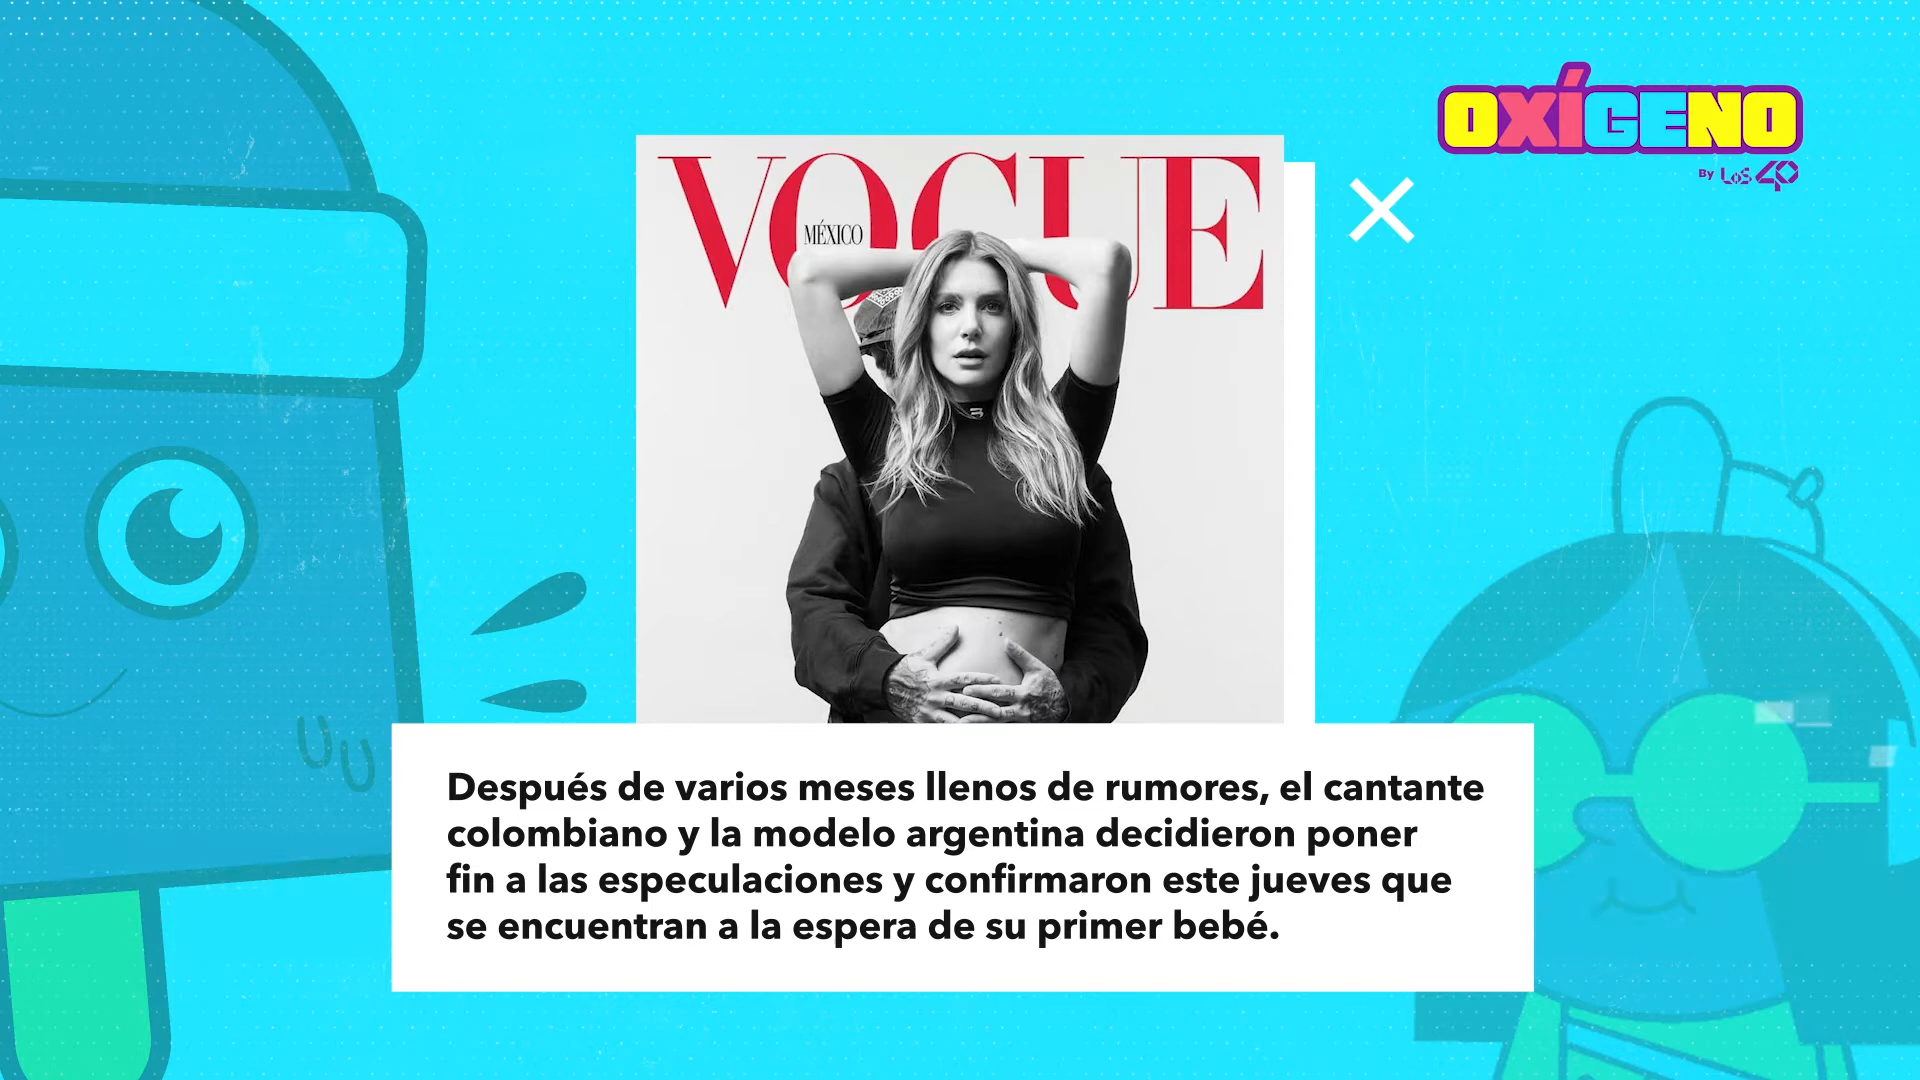 OXÍGENO
By LOS 40
VOGUE
MÉXICO
Después de varios meses llenos de rumores, el cantante
colombiano y la modelo argentina decidieron poner
fin a las especulaciones y confirmaron este jueves que
se encuentran a la espera de su primer bebé.